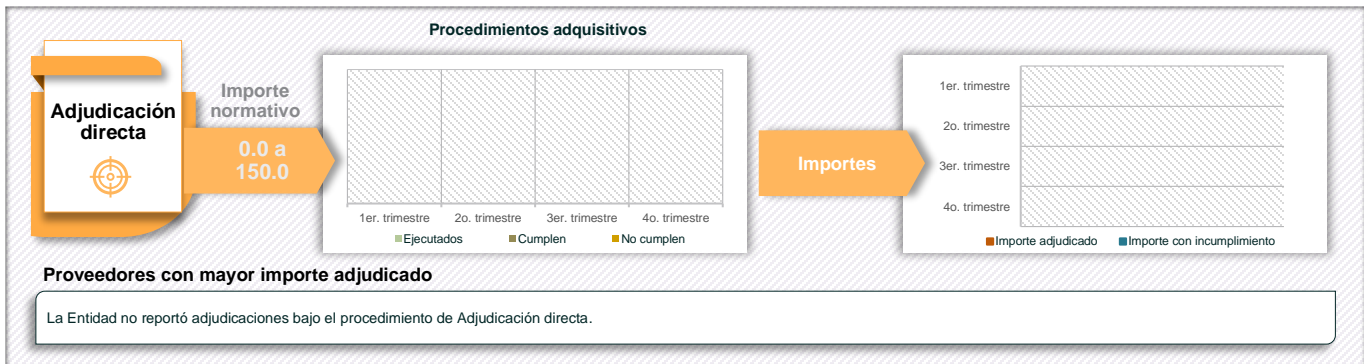 Procedimientos adquisitivos
Adjudicación
directa
Importe
normativo
0.0 a
150.0
1er. trimestre
2o. trimestre
3er. trimestre
4o. trimestre
Ejecutados
Cumplen
No cumplen
Importes
1er. trimestre
2o. trimestre
3er. trimestre
4o. trimestre
Importe adjudicado
Importe con incumplimiento
Proveedores con mayor importe adjudicado
La Entidad no reportó adjudicaciones bajo el procedimiento de Adjudicación directa.